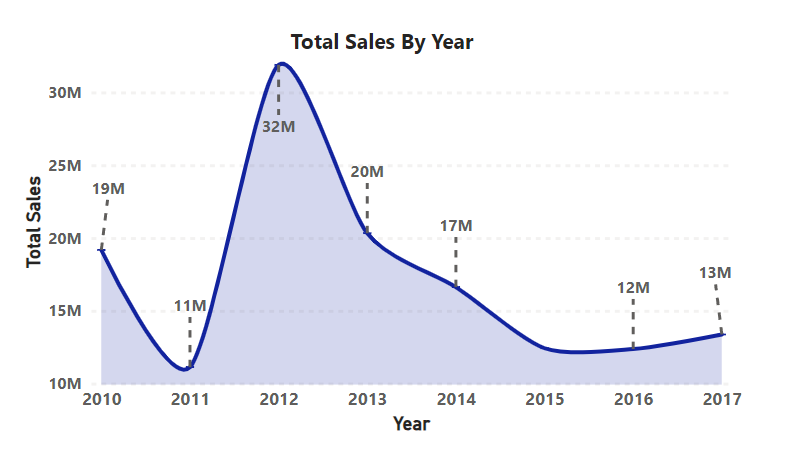 Total Sales By Year
Total Sales
30M
25M
20M
15M
10M
19M
11M
32M
20M
17M
12M
13M
2010 2011 2012 2013 2014 2015 2016 2017
Year